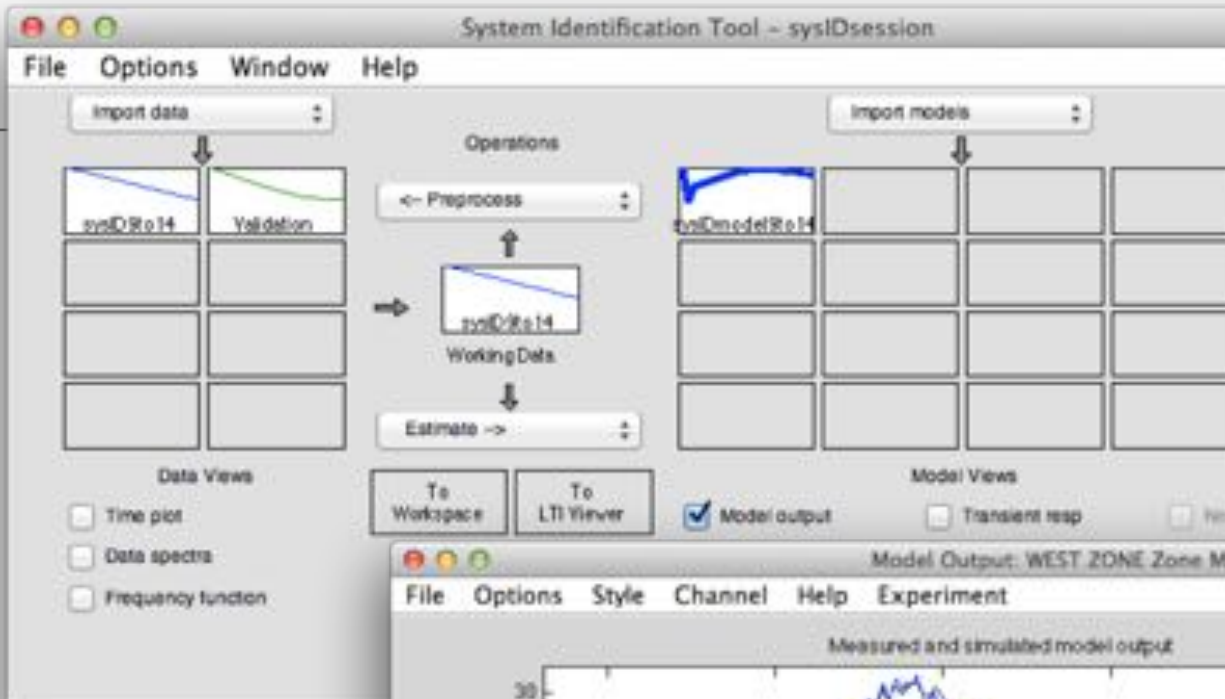 System Identification Tool - sysIDsession
File Options Window Help
Import data
Import models
Operations
<-- Preprocess
sysID9to14
Validation
sysIDmodel9to14
sysID9to14
Working Data
Estimate -->
Data Views
Time plot
Data spectra
Frequency function
To Workspace
To LTI Viewer
Model Views
Model output
Transient resp
Model Output: WEST ZONE Zone M
File Options Style Channel Help Experiment
Measured and simulated model output
30